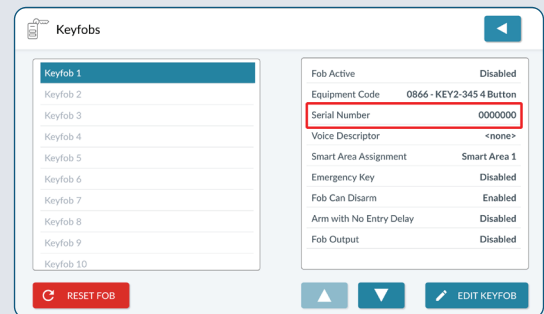 Keyfobs
Keyfob 1
Keyfob 2
Keyfob 3
Keyfob 4
Keyfob 5
Keyfob 6
Keyfob 7
Keyfob 8
Keyfob 9
Keyfob 10
RESET FOB
Fob Active Disabled
Equipment Code 0866 - KEY2-345 4 Button
Serial Number 0000000
Voice Descriptor <none>
Smart Area Assignment Smart Area 1
Emergency Key Disabled
Fob Can Disarm Enabled
Arm with No Entry Delay Disabled
Fob Output Disabled
EDIT KEYFOB